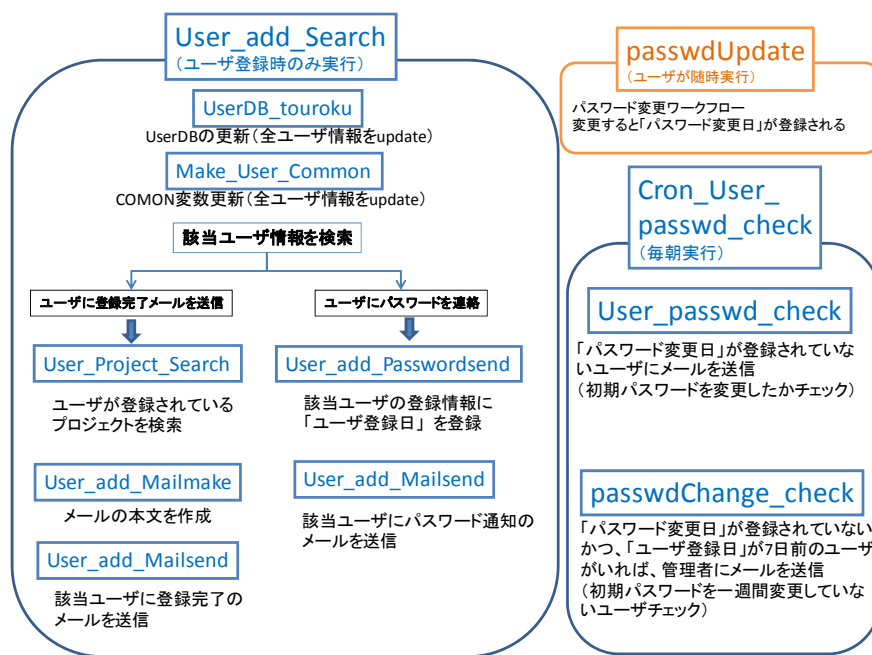 User_add_Search
(ユーザ登録時のみ実行)
UserDB_touroku
UserDBの更新(全ユーザ情報をupdate)
Make_User_Common
COMON変数更新(全ユーザ情報をupdate)
該当ユーザ情報を検索
ユーザに登録完了メールを送信
User_Project_Search
ユーザが登録されている
プロジェクトを検索
User_add_Mailmake
メールの本文を作成
User_add_Mailsend
該当ユーザに登録完了の
メールを送信
ユーザにパスワードを連絡
User_add_Passwordsend
該当ユーザの登録情報に
「ユーザ登録日」を登録
User_add_Mailsend
該当ユーザにパスワード通知の
メールを送信
passwdUpdate
(ユーザが随時実行)
パスワード変更ワークフロー
変更すると「パスワード変更日」が登録される
Cron_User_
passwd_check
(毎朝実行)
User_passwd_check
「パスワード変更日」が登録されていな
いユーザにメールを送信
(初期パスワードを変更したかチェック)
passwdChange_check
「パスワード変更日」が登録されていない
かつ、「ユーザ登録日」が7日前のユーザ
がいれば、管理者にメールを送信
(初期パスワードを一週間変更していな
いユーザチェック)